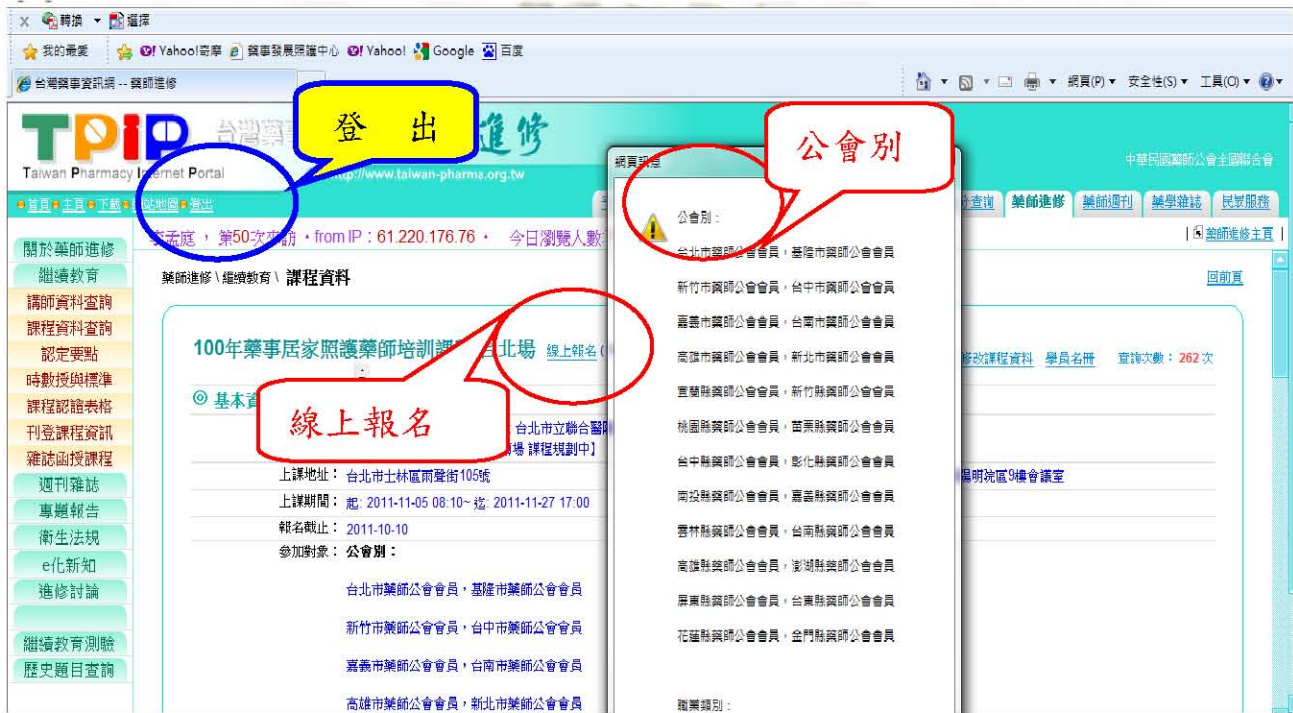 x 轉換 ▼ 選擇
我的最愛 Yahoo!奇摩 藥事發展照護中心 Yahoo! Google 百度
台灣藥事資訊網 -- 藥師進修
網頁(P) 安全性(S) 工具(O)
TPIP 台灣藥事 進修
登 出
公會別
網頁訊息
Taiwan Pharmacy Internet Portal
http://www.taiwan-pharma.org.tw
中華民國藥師公會全國聯合會
首頁 主頁 下載 網站地圖 登出
查詢 藥師進修 藥師週刊 藥學雜誌 民眾服務
李孟庭 , 第50次來訪 ‧from IP:61.220.176.76 ‧ 今日瀏覽人數
| 藥師進修主頁 |
藥師進修 \ 繼續教育 \ 課程資料
回前頁
關於藥師進修
繼續教育
講師資料查詢
課程資料查詢
認定要點
時數授與標準
課程認證表格
刊登課程資訊
雜誌函授課程
週刊雜誌
專題報告
衛生法規
e化新知
進修討論
繼續教育測驗
歷史題目查詢
100年藥事居家照護藥師培訓課程 台北場 線上報名 (
修改課程資料 學員名冊 查詢次數:262 次
◎ 基本資
線上報名
台北市立聯合醫院
場 課程規劃中】
上課地址: 台北市士林區雨聲街105號
陽明院區9樓會議室
上課期間: 起: 2011-11-05 08:10~ 迄: 2011-11-27 17:00
報名截止: 2011-10-10
參加對象: 公會別:
台北市藥師公會會員,基隆市藥師公會會員
新竹市藥師公會會員,台中市藥師公會會員
嘉義市藥師公會會員,台南市藥師公會會員
高雄市藥師公會會員,新北市藥師公會會員
公會別:
台北市藥師公會會員,基隆市藥師公會會員
新竹市藥師公會會員,台中市藥師公會會員
嘉義市藥師公會會員,台南市藥師公會會員
高雄市藥師公會會員,新北市藥師公會會員
宜蘭縣藥師公會會員,新竹縣藥師公會會員
桃園縣藥師公會會員,苗栗縣藥師公會會員
台中縣藥師公會會員,彰化縣藥師公會會員
南投縣藥師公會會員,嘉義縣藥師公會會員
雲林縣藥師公會會員,台南縣藥師公會會員
高雄縣藥師公會會員,澎湖縣藥師公會會員
屏東縣藥師公會會員,台東縣藥師公會會員
花蓮縣藥師公會會員,金門縣藥師公會會員
職業類別: